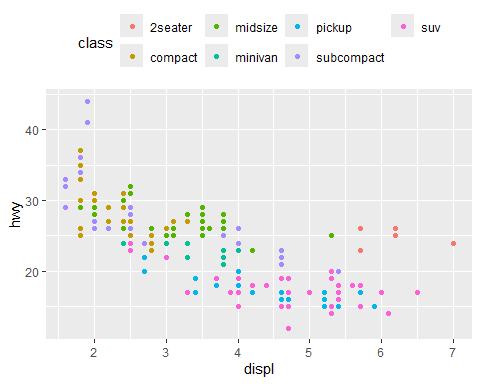 class 2seater midsize pickup suv
compact minivan subcompact
hwy
40
30
20
2 3 4 5 6 7
displ